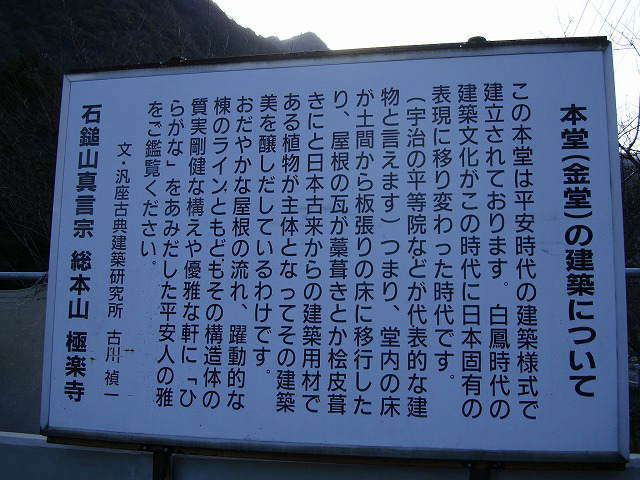 本堂(金堂)の建築について
この本堂は平安時代の建築様式で
建立されております。白鳳時代の
建築文化がこの時代に日本固有の
表現に移り変わった時代です。
(宇治の平等院などが代表的な建
物と言えます)つまり、堂内の床
が土間から板張りの床に移行した
り、屋根の瓦が藁葺きとか桧皮葺
きにと日本古来からの建築用材で
ある植物が主体となってその建築
美を醸しだしているわけです。
おだやかな屋根の流れ、躍動的な
棟のラインともどもその構造体の
質実剛健な構えや優雅な軒に「ひ
らがな」をあみだした平安人の雅
をご鑑覧ください。
文・汎座古典建築研究所 古川 禎一
石鎚山真言宗 総本山 極楽寺